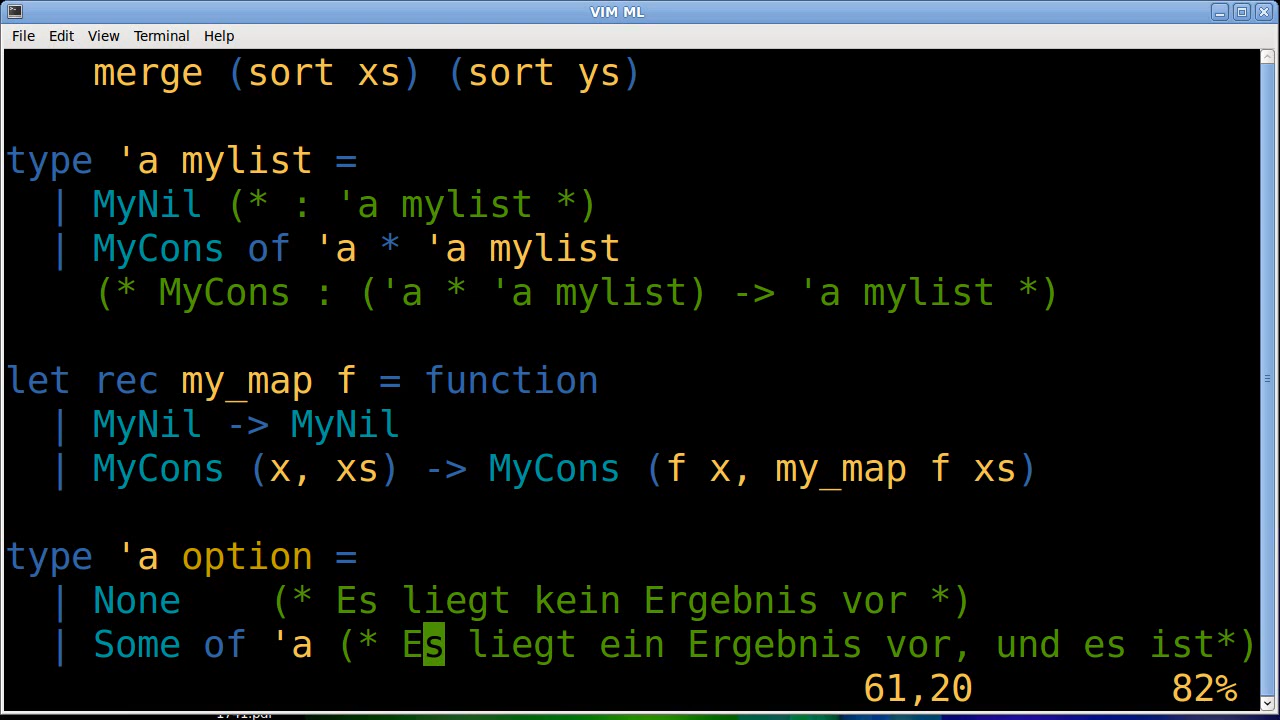 VIM ML
File Edit View Terminal Help
merge (sort xs) (sort ys)
type 'a mylist =
| MyNil (* : 'a mylist *)
| MyCons of 'a * 'a mylist
(* MyCons : ('a * 'a mylist) -> 'a mylist *)
let rec my_map f = function
| MyNil -> MyNil
| MyCons (x, xs) -> MyCons (f x, my_map f xs)
type 'a option =
| None (* Es liegt kein Ergebnis vor *)
| Some of 'a (* Es liegt ein Ergebnis vor, und es ist*)
61,20 82%